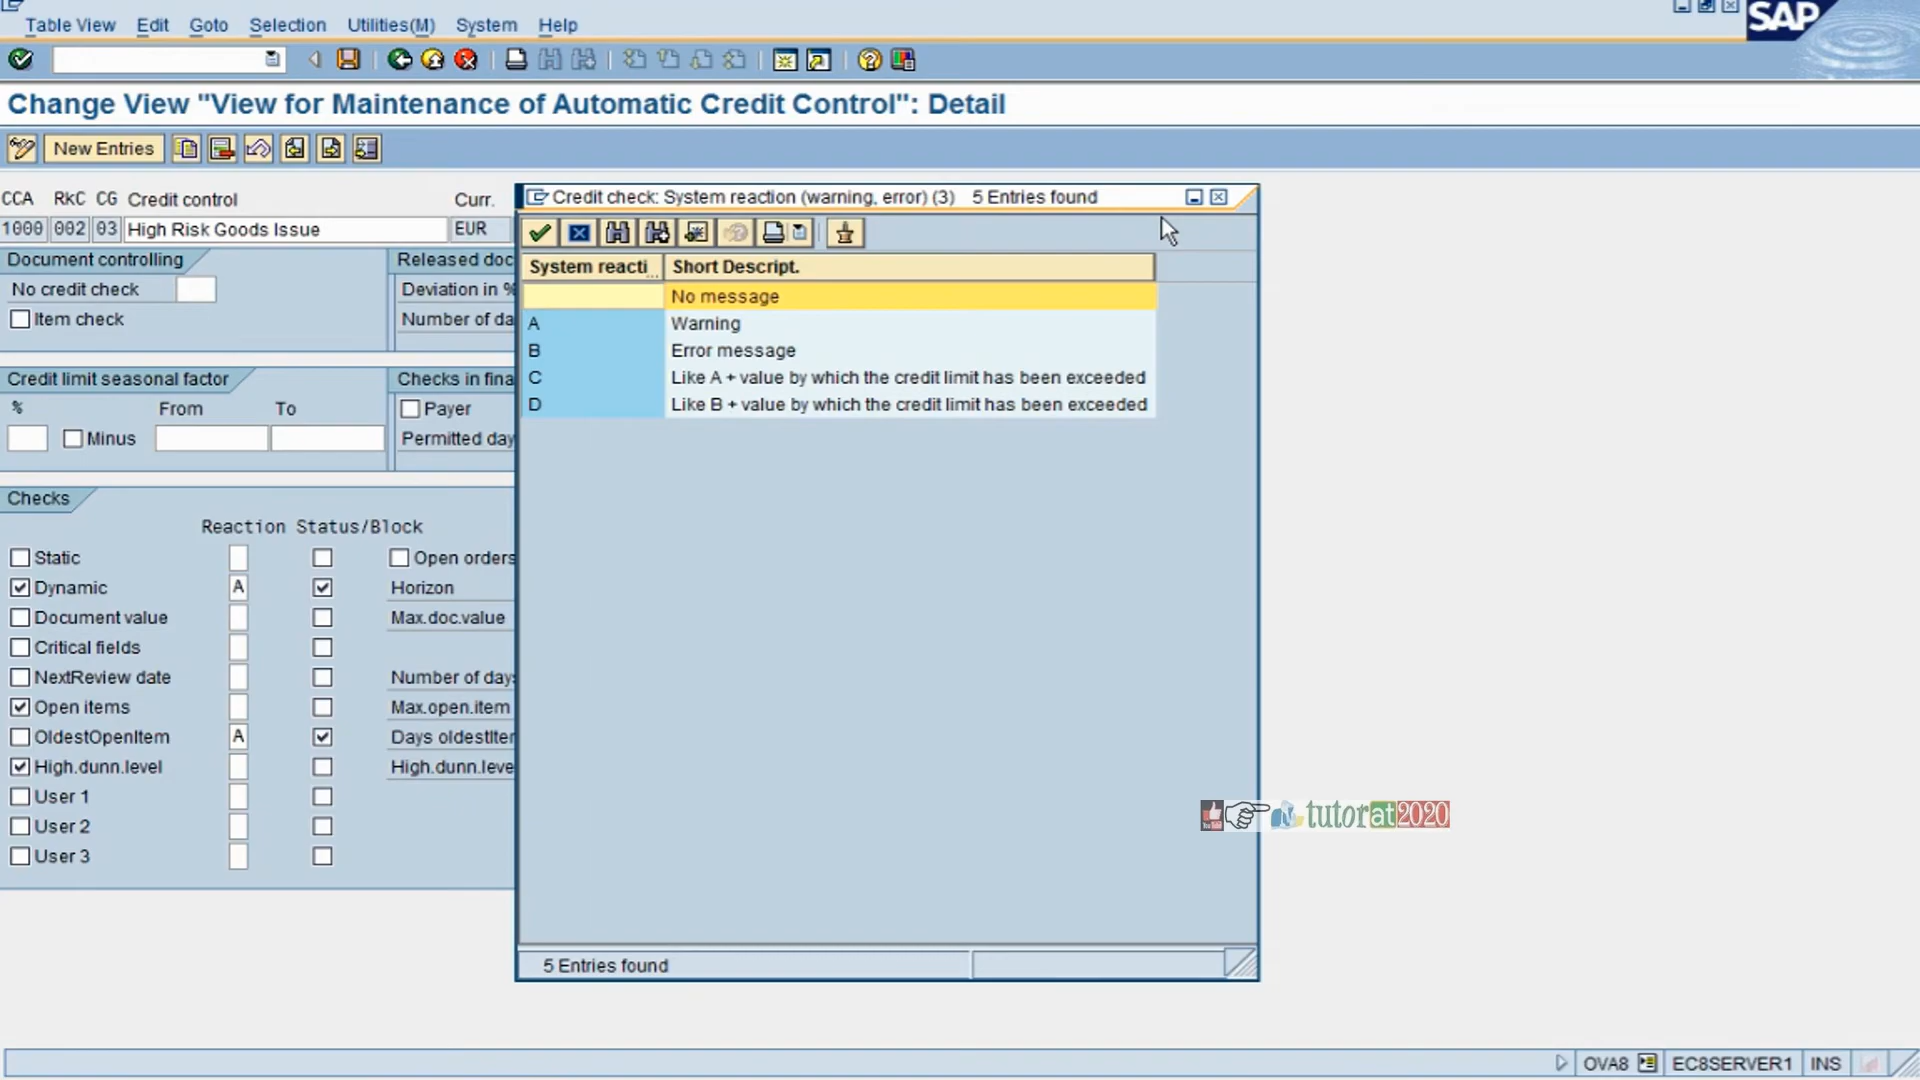 Table View Edit Goto Selection Utilities(M) System Help
SAP
Change View "View for Maintenance of Automatic Credit Control": Detail
New Entries
CCA RkC CG Credit control Curr.
1000 002 03 High Risk Goods Issue EUR
Document controlling
No credit check
Item check
Released doc
Deviation in %
Number of da
Credit limit seasonal factor
% From To
Minus
Checks in fina
Payer
Permitted day
Checks
Reaction Status/Block
Static Open orders
Dynamic A Horizon
Document value Max.doc.value
Critical fields
NextReview date Number of days
Open items Max.open.item
OldestOpenItem A Days oldestIter
High.dunn.level High.dunn.leve
User 1
User 2
User 3
Credit check: System reaction (warning, error) (3) 5 Entries found
System reacti... Short Descript.
No message
A Warning
B Error message
C Like A + value by which the credit limit has been exceeded
D Like B + value by which the credit limit has been exceeded
5 Entries found
tutorat2020
OVA8 EC8SERVER1 INS